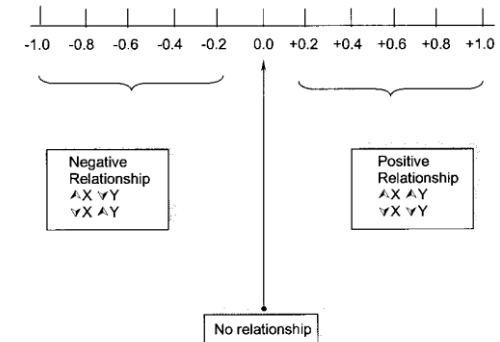 -1.0 -0.8 -0.6 -0.4 -0.2 0.0 +0.2 +0.4 +0.6 +0.8 +1.0
Negative
Relationship
⮝X ⮟Y
⮟X ⮝Y
Positive
Relationship
⮝X ⮝Y
⮟X ⮟Y
No relationship